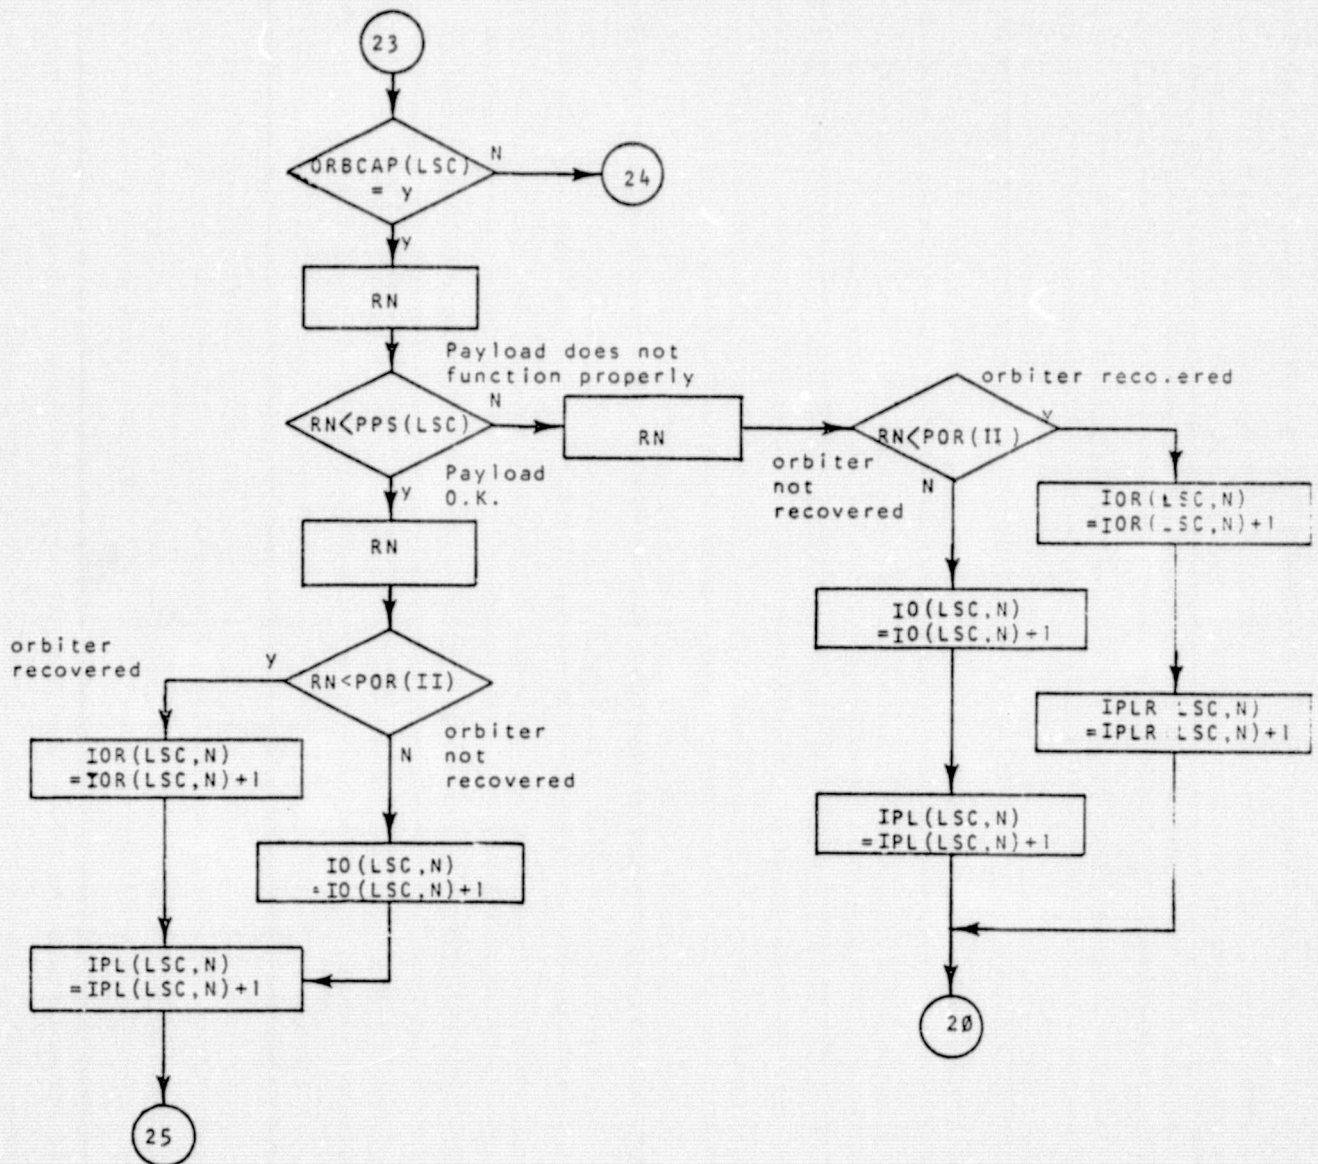 23
ORBCAP(LSC)
= y
N
24
y
RN
Payload does not
function properly
N
RN<PPS(LSC)
RN
orbiter
y
RN<POR(II)
orbiter
not
recovered
N
Payload
O.K.
y
IOR(LSC,N)
=IOR(LSC,N)+1
RN
IO(LSC,N)
=IO(LSC,N)+1
orbiter
recovered
y
RN<POR(II)
IPLR LSC,N)
=IPLR LSC,N)+1
orbiter
not
recovered
N
IOR(LSC,N)
=IOR(LSC,N)+1
IPL(LSC,N)
=IPL(LSC,N)+1
IO(LSC,N)
=IO(LSC,N)+1
IPL(LSC,N)
=IPL(LSC,N)+1
20
25